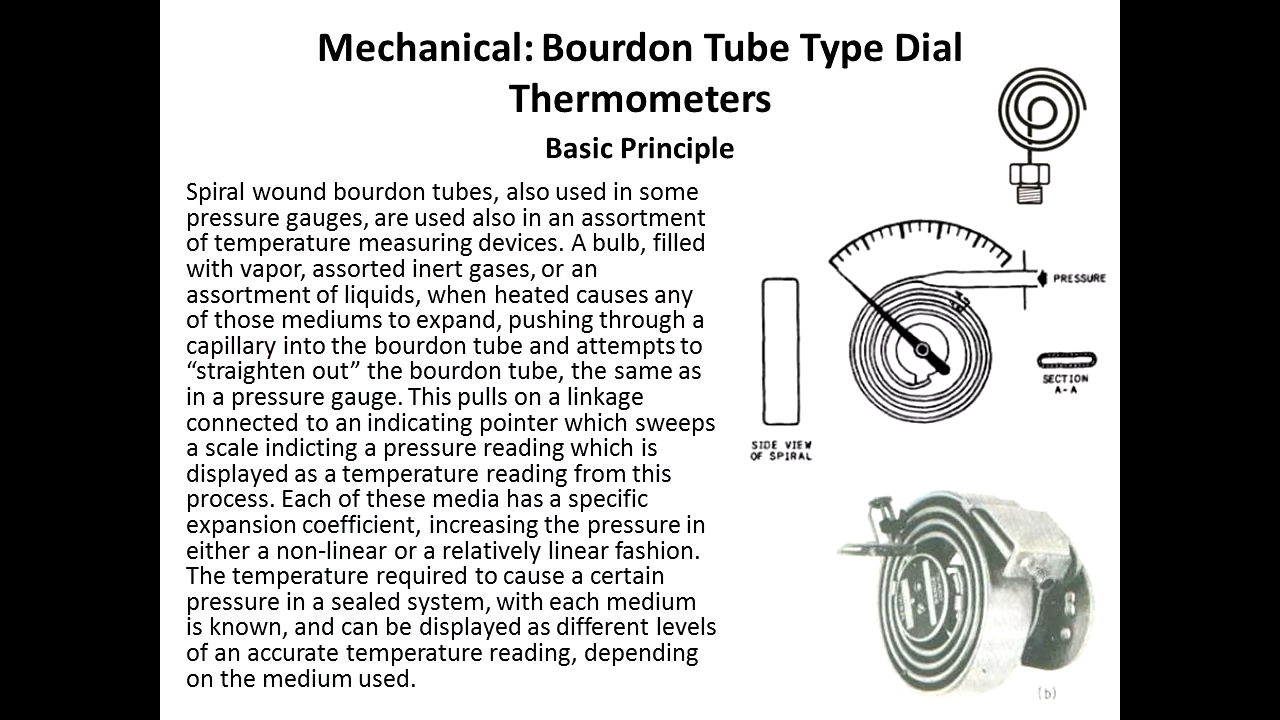 Mechanical: Bourdon Tube Type Dial
Thermometers
Basic Principle
Spiral wound bourdon tubes, also used in some
pressure gauges, are used also in an assortment
of temperature measuring devices. A bulb, filled
with vapor, assorted inert gases, or an
assortment of liquids, when heated causes any
of those mediums to expand, pushing through a
capillary into the bourdon tube and attempts to
“straighten out” the bourdon tube, the same as
in a pressure gauge. This pulls on a linkage
connected to an indicating pointer which sweeps
a scale indicting a pressure reading which is
displayed as a temperature reading from this
process. Each of these media has a specific
expansion coefficient, increasing the pressure in
either a non-linear or a relatively linear fashion.
The temperature required to cause a certain
pressure in a sealed system, with each medium
is known, and can be displayed as different levels
of an accurate temperature reading, depending
on the medium used.
PRESSURE
SECTION
A-A
SIDE VIEW
OF SPIRAL
(b)